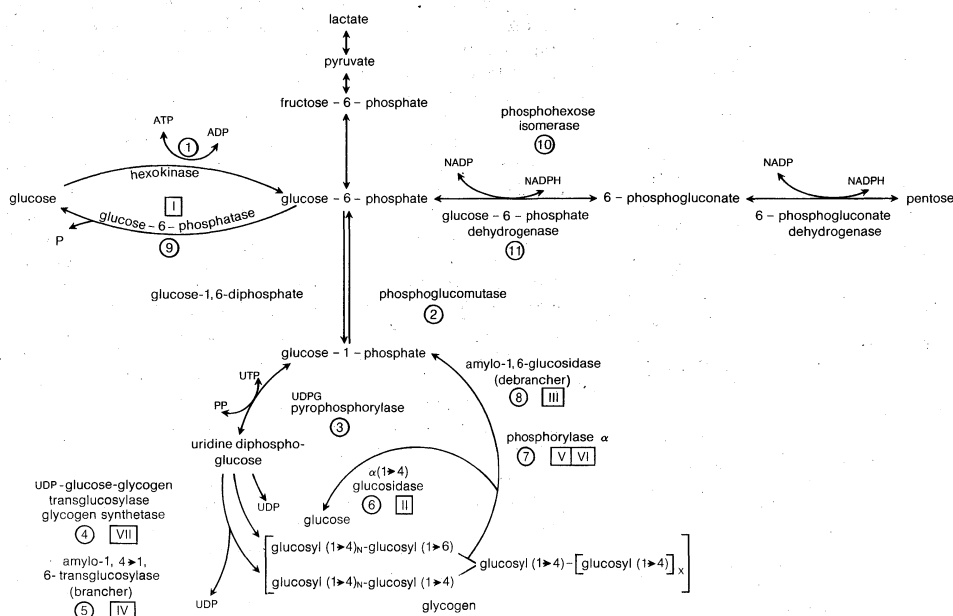 lactate
pyruvate
fructose - 6 - phosphate
phosphohexose
isomerase
10
ATP
ADP
1
hexokinase
NADP
NADPH
NADP
NADPH
glucose
I
glucose - 6 - phosphate
6 - phosphogluconate
pentose
glucose - 6 - phosphatase
P
9
glucose - 6 - phosphate
dehydrogenase
11
6 - phosphogluconate
dehydrogenase
glucose-1,6-diphosphate
phosphoglucomutase
2
glucose - 1 - phosphate
amylo-1,6-glucosidase
(debrancher)
8 III
UTP
PP
UDPG
pyrophosphorylase
3
phosphorylase α
7 V VI
uridine diphospho-
glucose
α(1→4)
glucosidase
6 II
UDP
glucose
UDP-glucose-glycogen
transglucosylase
glycogen synthetase
4 VII
glucosyl (1→4)N-glucosyl (1→6)
glucosyl (1→4)-[glucosyl (1→4)]x
glucosyl (1→4)N-glucosyl (1→4)
amylo-1, 4→1,
6-transglucosylase
(brancher)
5 IV
UDP
glycogen